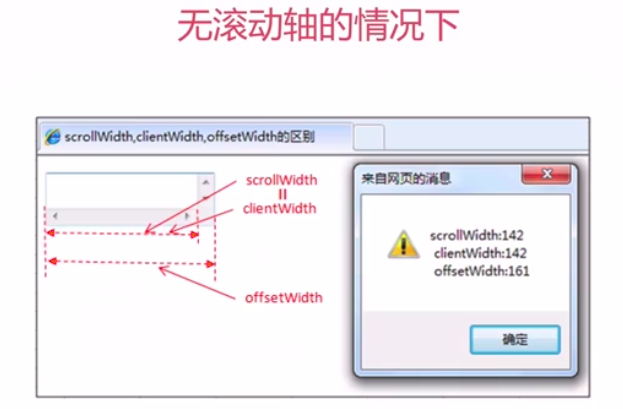 无滚动轴的情况下
scrollWidth,clientWidth,offsetWidth的区别
scrollWidth
=
clientWidth
offsetWidth
来自网页的消息
scrollWidth:142
clientWidth:142
offsetWidth:161
确定